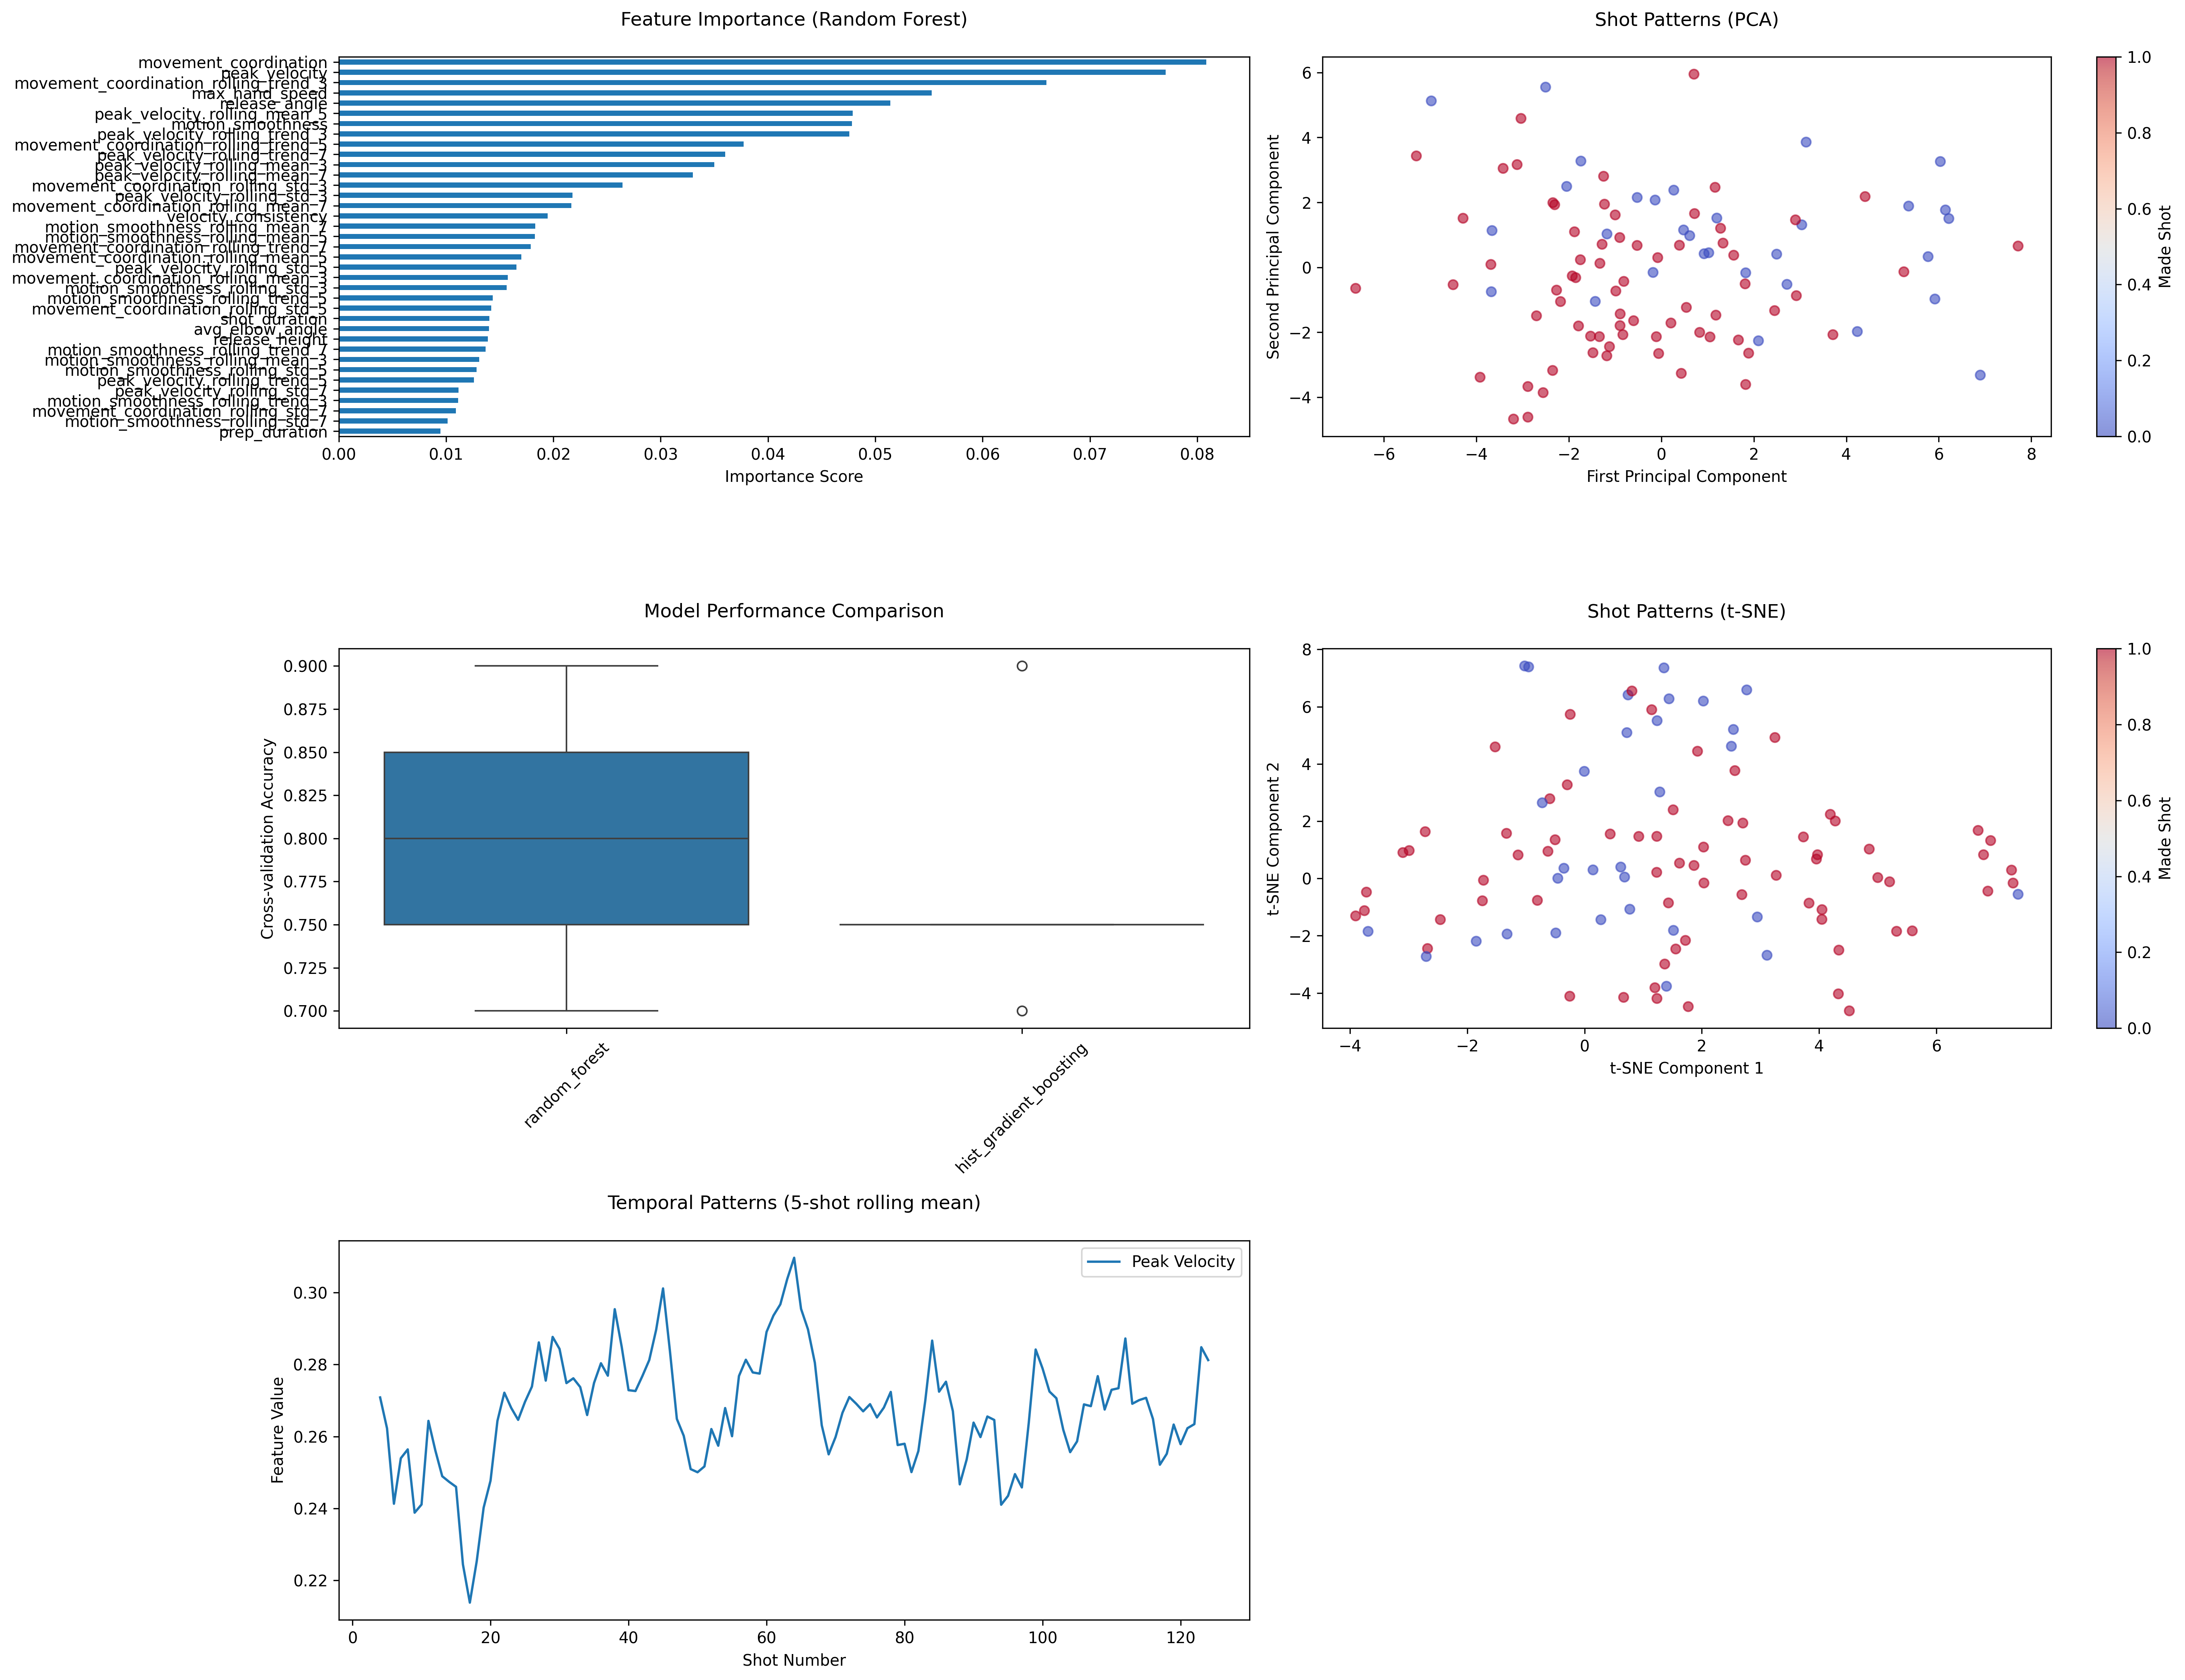 Feature Importance (Random Forest)
movement_coordination
peak_velocity
movement_coordination_rolling_trend_3
max_hand_speed
release_angle
peak_velocity_rolling_mean_5
motion_smoothness
peak_velocity_rolling_trend_3
movement_coordination_rolling_trend_5
peak_velocity_rolling_trend_7
peak_velocity_rolling_mean_3
peak_velocity_rolling_mean_7
movement_coordination_rolling_std_3
peak_velocity_rolling_std_3
movement_coordination_rolling_mean_7
velocity_consistency
motion_smoothness_rolling_mean_7
motion_smoothness_rolling_mean_5
movement_coordination_rolling_trend_7
movement_coordination_rolling_mean_5
peak_velocity_rolling_std_5
movement_coordination_rolling_mean_3
motion_smoothness_rolling_std_3
motion_smoothness_rolling_trend_5
movement_coordination_rolling_std_5
shot_duration
avg_elbow_angle
release_height
motion_smoothness_rolling_trend_7
motion_smoothness_rolling_mean_3
motion_smoothness_rolling_std_5
peak_velocity_rolling_trend_5
peak_velocity_rolling_std_7
motion_smoothness_rolling_trend_3
movement_coordination_rolling_std_7
motion_smoothness_rolling_std_7
prep_duration
0.00 0.01 0.02 0.03 0.04 0.05 0.06 0.07 0.08
Importance Score
Shot Patterns (PCA)
Second Principal Component
6
4
2
0
−2
−4
−6 −4 −2 0 2 4 6 8
First Principal Component
1.0
0.8
0.6
0.4
0.2
0.0
Made Shot
Model Performance Comparison
Cross-validation Accuracy
0.900
0.875
0.850
0.825
0.800
0.775
0.750
0.725
0.700
random_forest
hist_gradient_boosting
Shot Patterns (t-SNE)
t-SNE Component 2
8
6
4
2
0
−2
−4
−4 −2 0 2 4 6
t-SNE Component 1
1.0
0.8
0.6
0.4
0.2
0.0
Made Shot
Temporal Patterns (5-shot rolling mean)
Peak Velocity
Feature Value
0.30
0.28
0.26
0.24
0.22
0 20 40 60 80 100 120
Shot Number